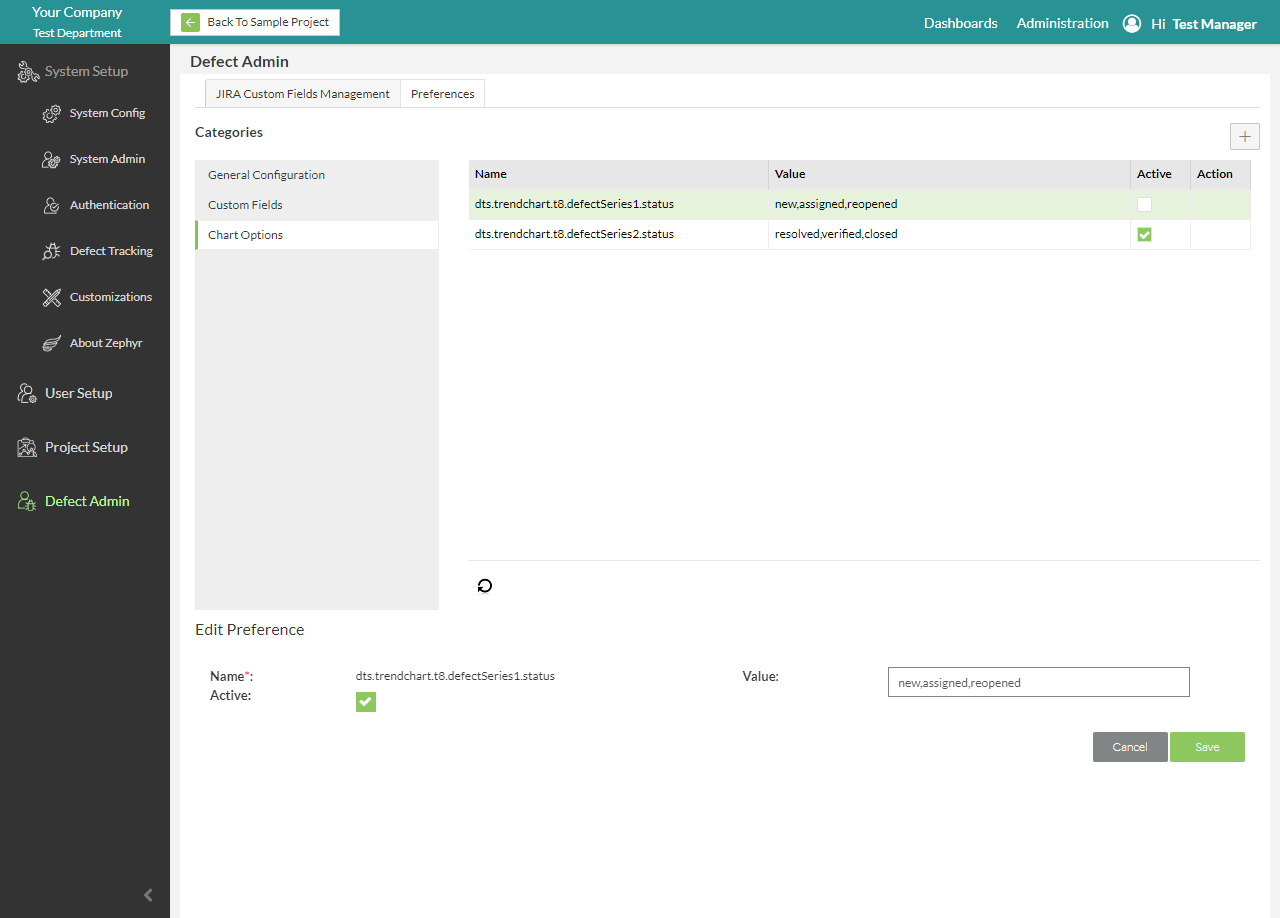 Your Company
Test Department
Back To Sample Project
Dashboards
Administration
Hi Test Manager
System Setup
System Config
System Admin
Authentication
Defect Tracking
Customizations
About Zephyr
User Setup
Project Setup
Defect Admin
Defect Admin
JIRA Custom Fields Management
Preferences
Categories
General Configuration
Custom Fields
Chart Options
Name Value Active Action
dts.trendchart.t8.defectSeries1.status new,assigned,reopened
dts.trendchart.t8.defectSeries2.status resolved,verified,closed
Edit Preference
Name*: dts.trendchart.t8.defectSeries1.status
Active:
Value: new,assigned,reopened
Cancel
Save